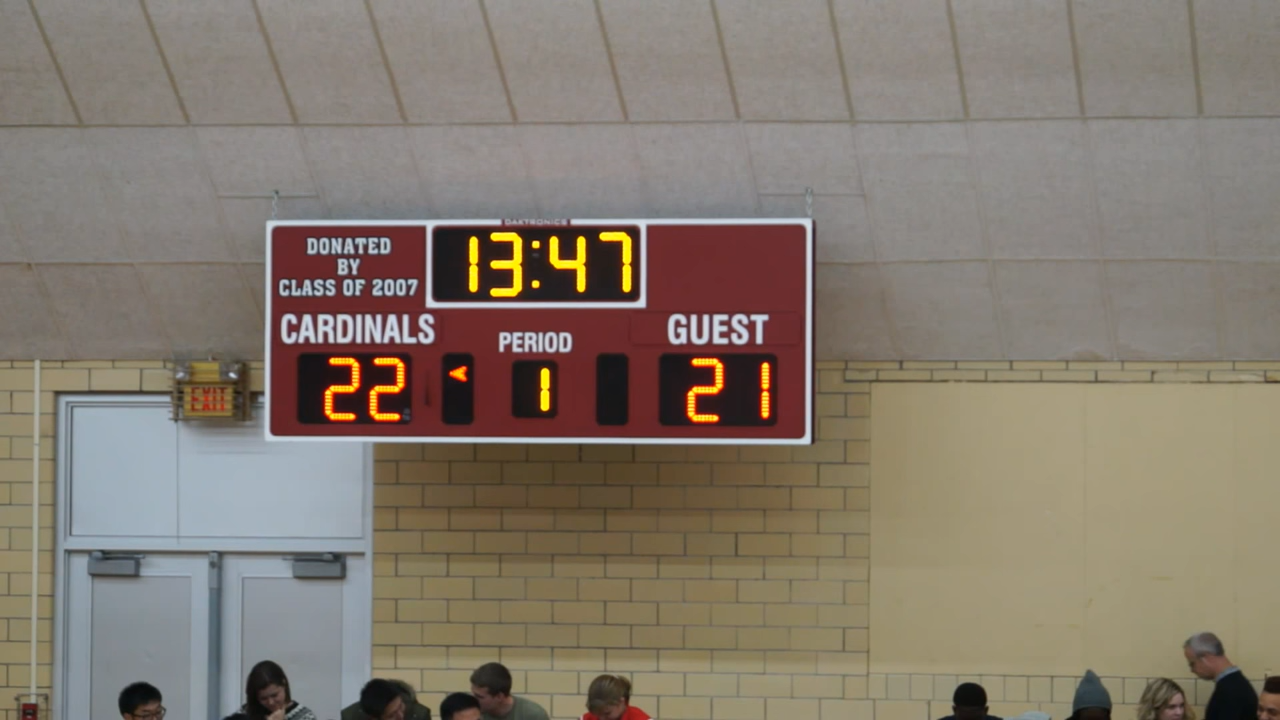 DAKTRONICS
DONATED
BY
CLASS OF 2007
13:47
CARDINALS
PERIOD
GUEST
22
1
21
EXIT